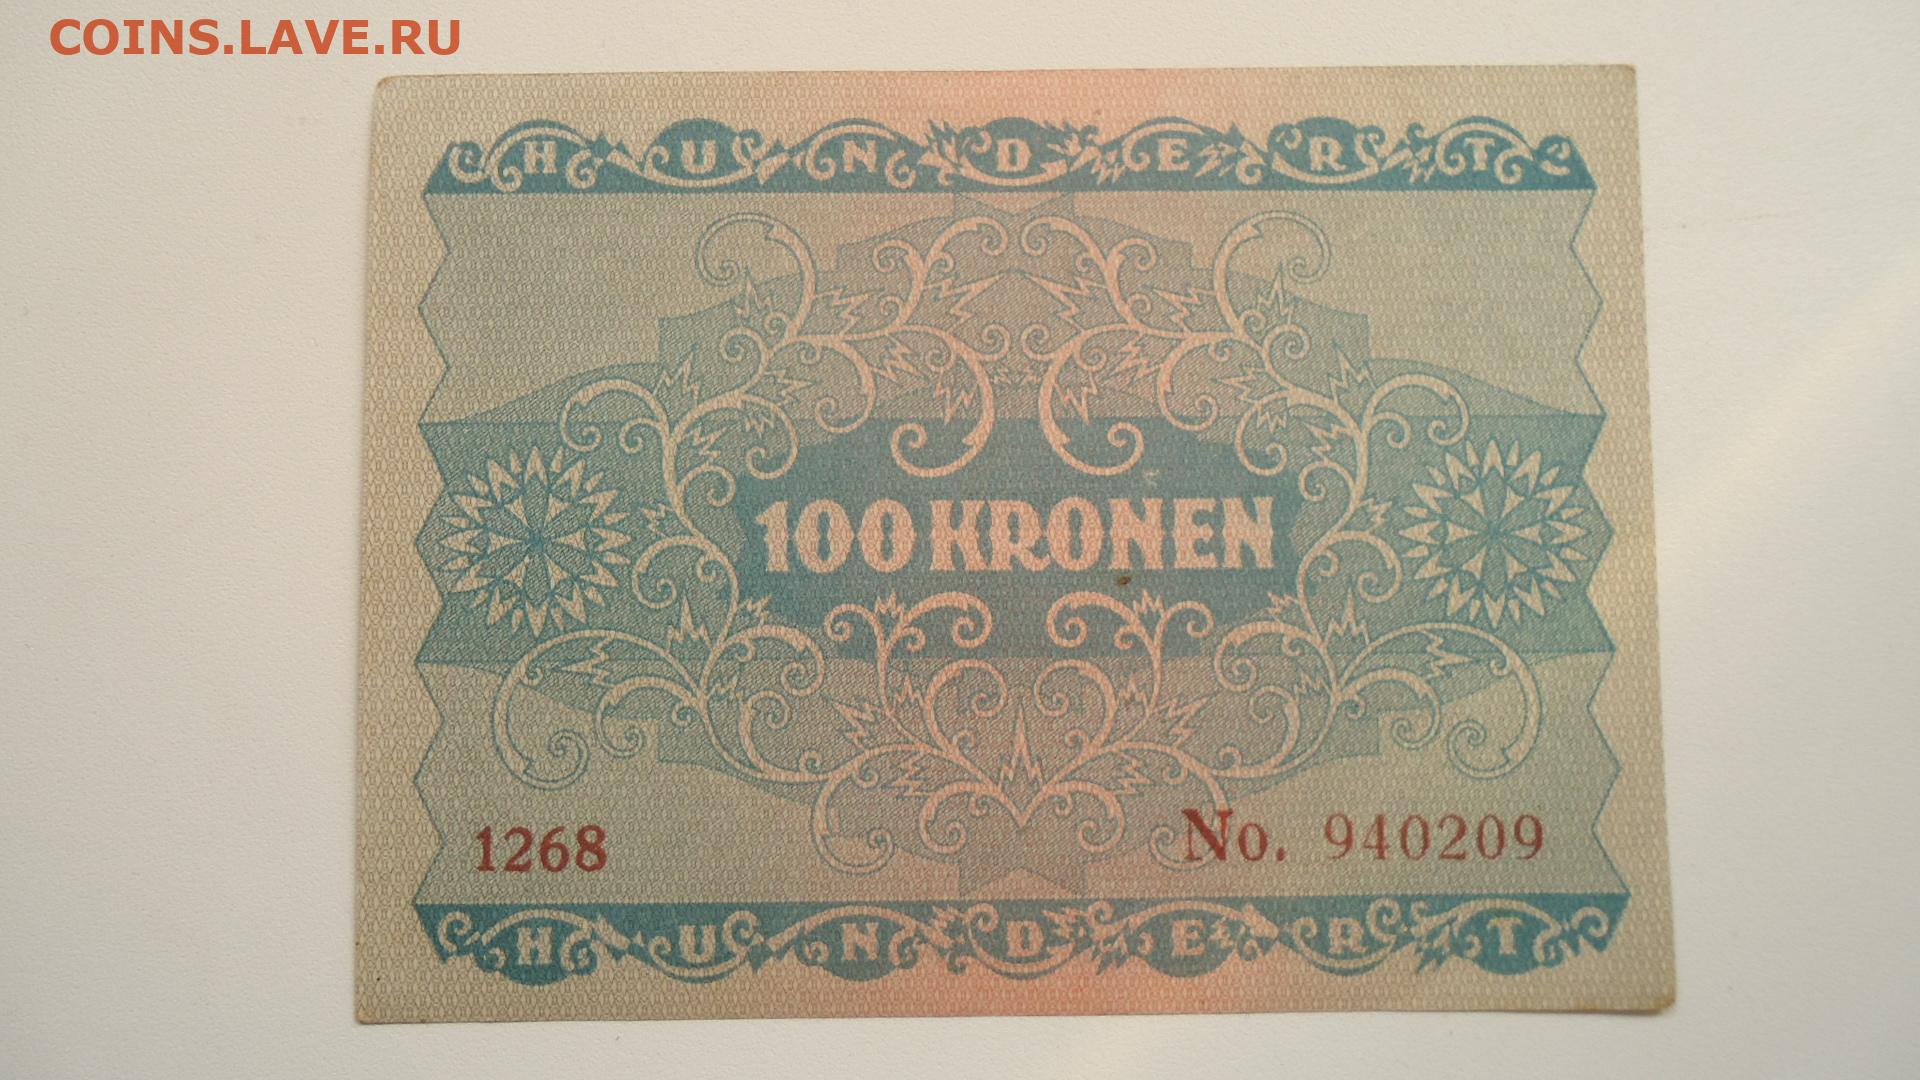 COINS.LAVE.RU
HUNDERT
100 KRONEN
1268 No. 940209
HUNDERT